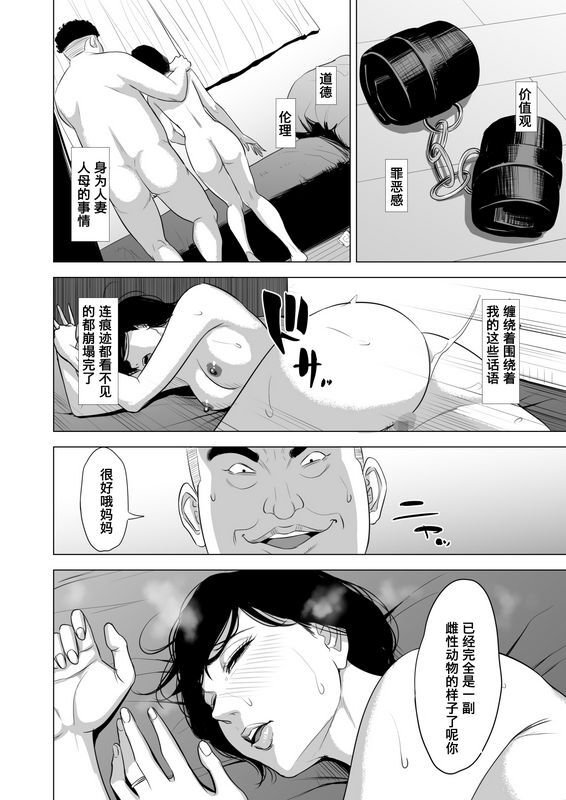 价值观
罪恶感
道德
伦理
身为人妻
人母的事情
缠绕着围绕着
我的这些话语
ドサッ
连痕迹都看不见
的都崩塌完了
很好哦妈妈
已经完全是一副
雌性动物的样子了呢你